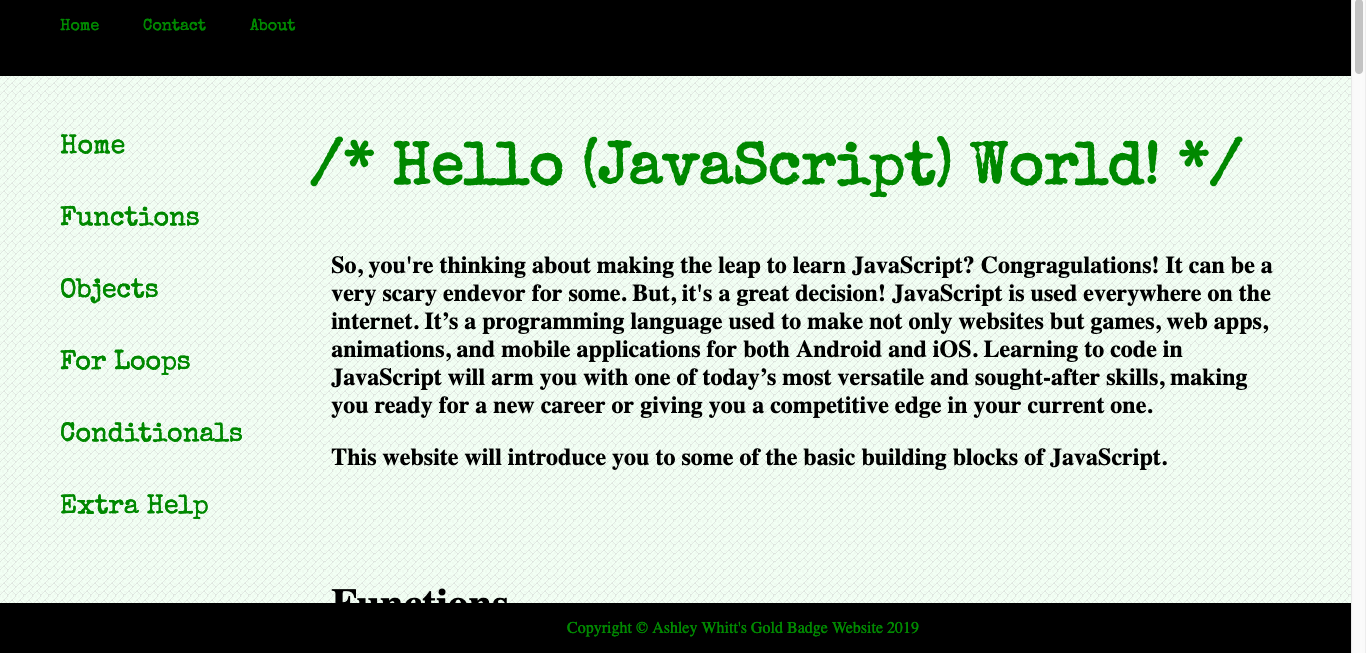 Home Contact About
Home
Functions
Objects
For Loops
Conditionals
Extra Help
/* Hello (JavaScript) World! */
So, you're thinking about making the leap to learn JavaScript? Congragulations! It can be a
very scary endevor for some. But, it's a great decision! JavaScript is used everywhere on the
internet. It’s a programming language used to make not only websites but games, web apps,
animations, and mobile applications for both Android and iOS. Learning to code in
JavaScript will arm you with one of today’s most versatile and sought-after skills, making
you ready for a new career or giving you a competitive edge in your current one.
This website will introduce you to some of the basic building blocks of JavaScript.
Functions
Copyright © Ashley Whitt's Gold Badge Website 2019